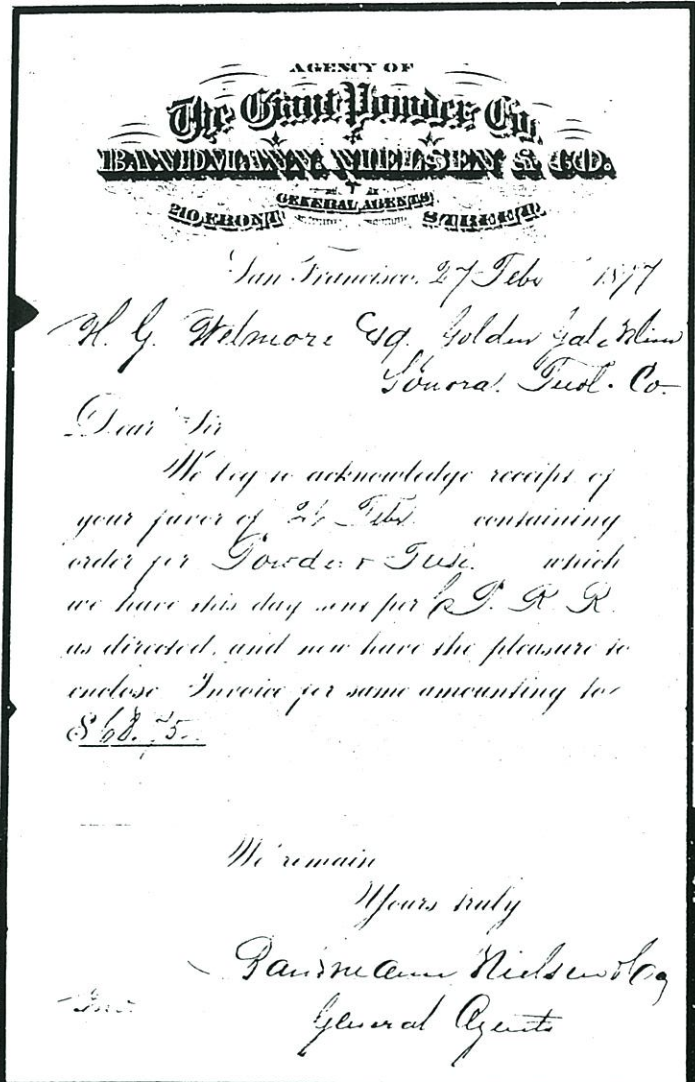 AGENCY OF
The Giant Powder Co.
BANDMANN, NIELSEN & CO.
GENERAL AGENTS
210 FRONT STREET
San Francisco, 27 Feby 1877
H. G. Wetmore Esq. Golden Gate Mine
Sonora. Tuol. Co.
Dear Sir
We beg to acknowledge receipt of
your favor of 26 Feby containing
order for Powder & Fuse which
we have this day sent per C. P. R. R.
as directed, and now have the pleasure to
enclose Invoice for same amounting to
$68.75.
We remain
Yours truly
Bandmann Nielsen & Co
General Agents